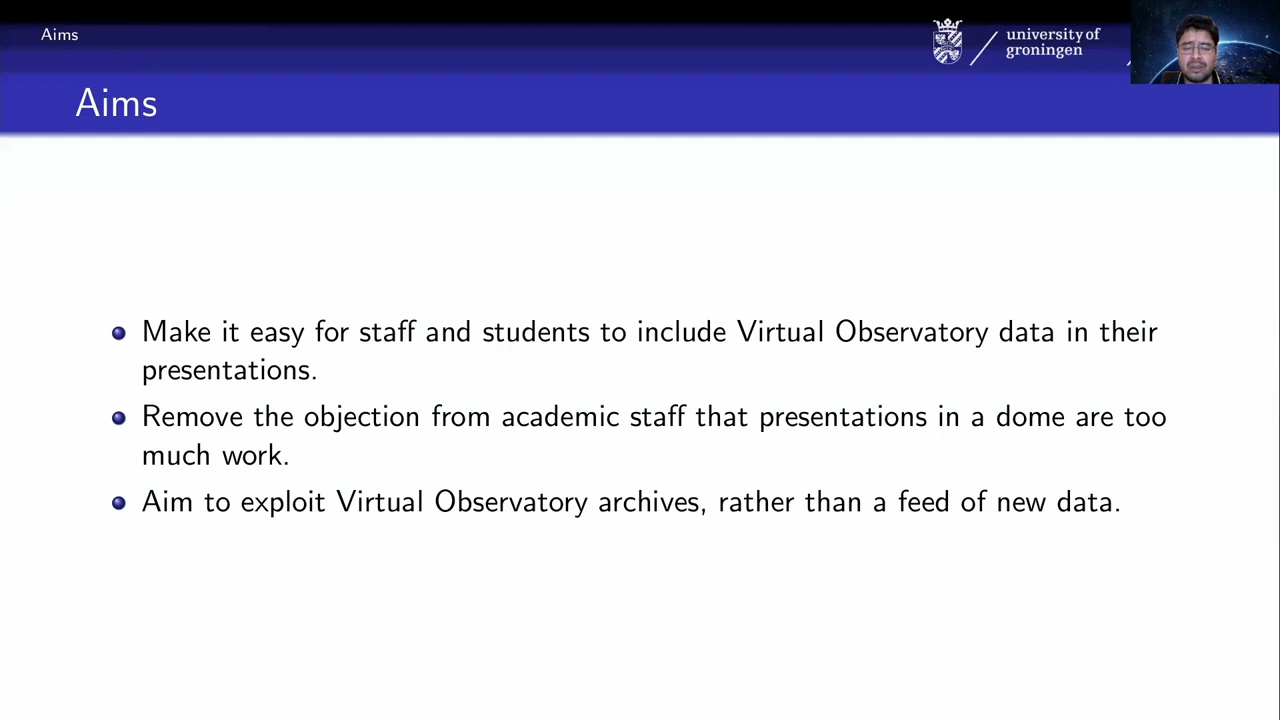 Aims
university of
groningen
Aims
Make it easy for staff and students to include Virtual Observatory data in their
presentations.
Remove the objection from academic staff that presentations in a dome are too
much work.
Aim to exploit Virtual Observatory archives, rather than a feed of new data.